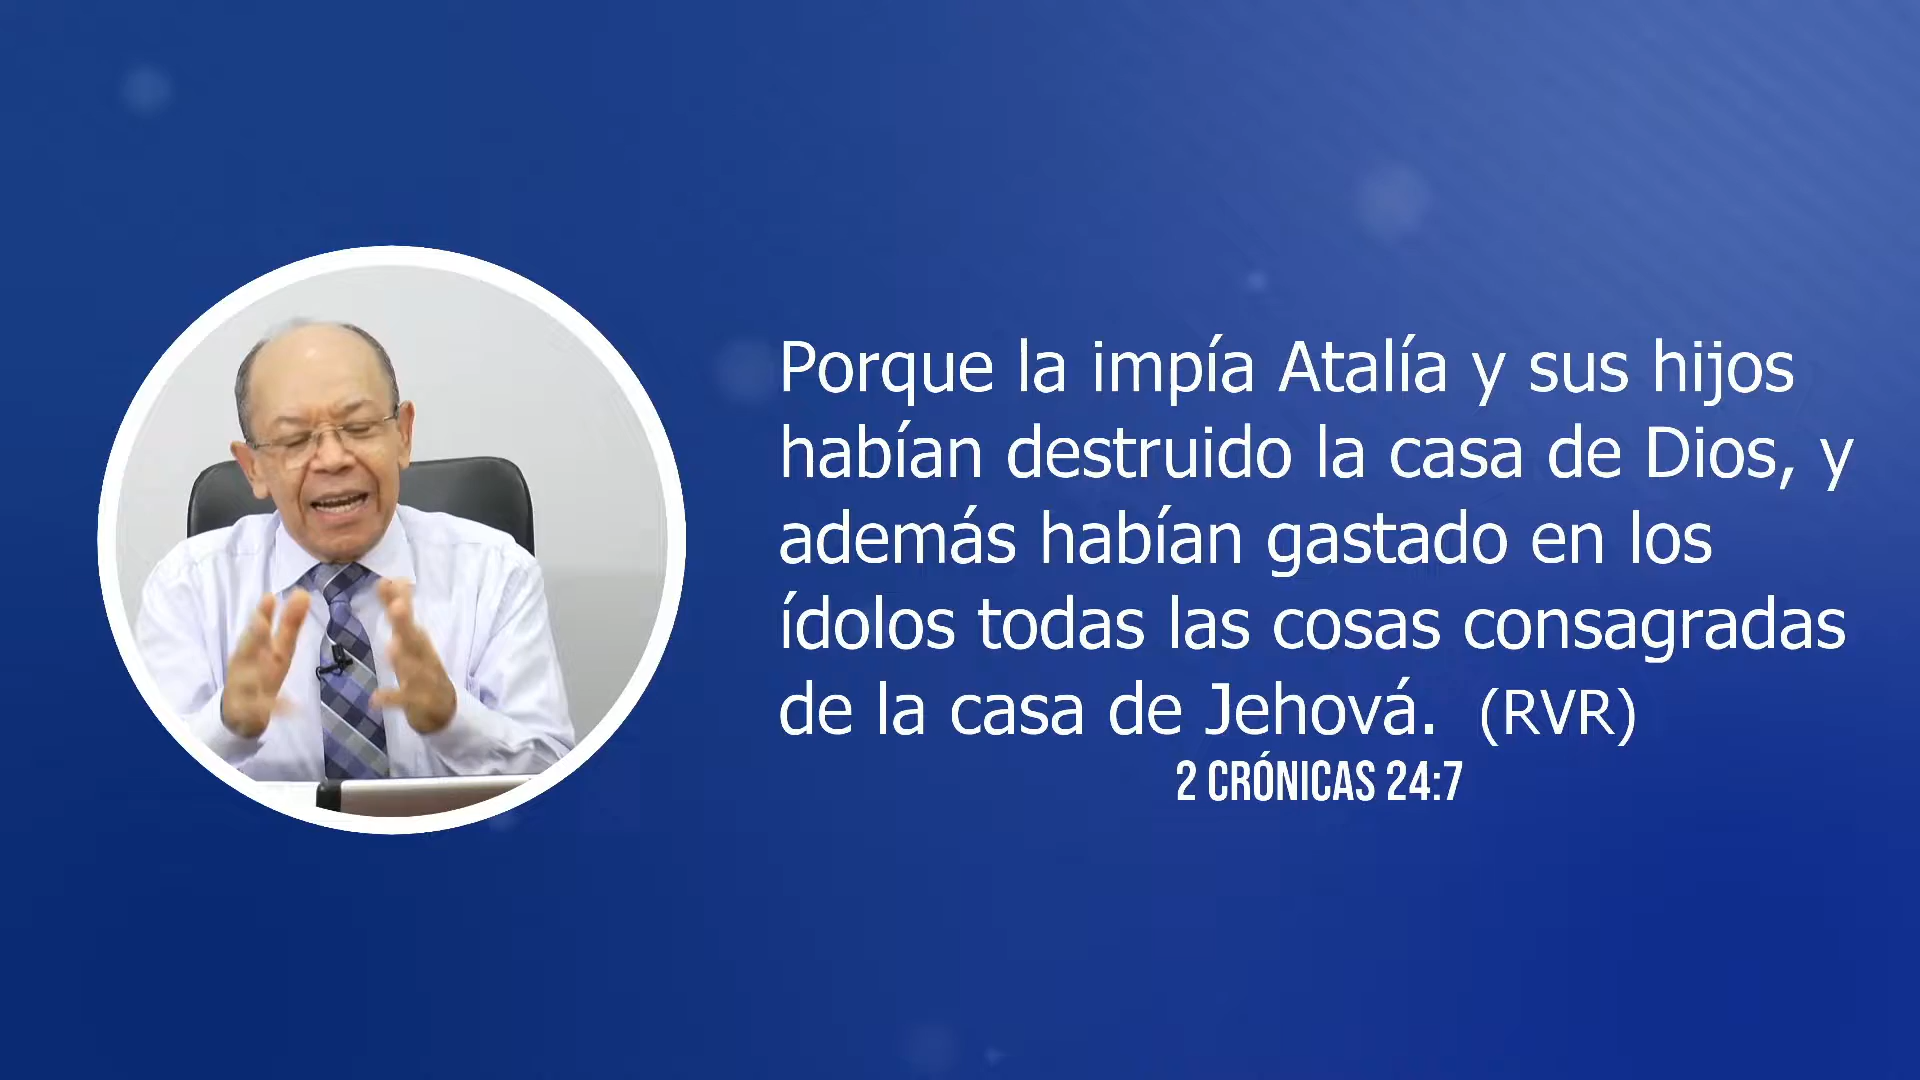 Porque la impía Atalía y sus hijos
habían destruido la casa de Dios, y
además habían gastado en los
ídolos todas las cosas consagradas
de la casa de Jehová.  (RVR)
2 CRÓNICAS 24:7